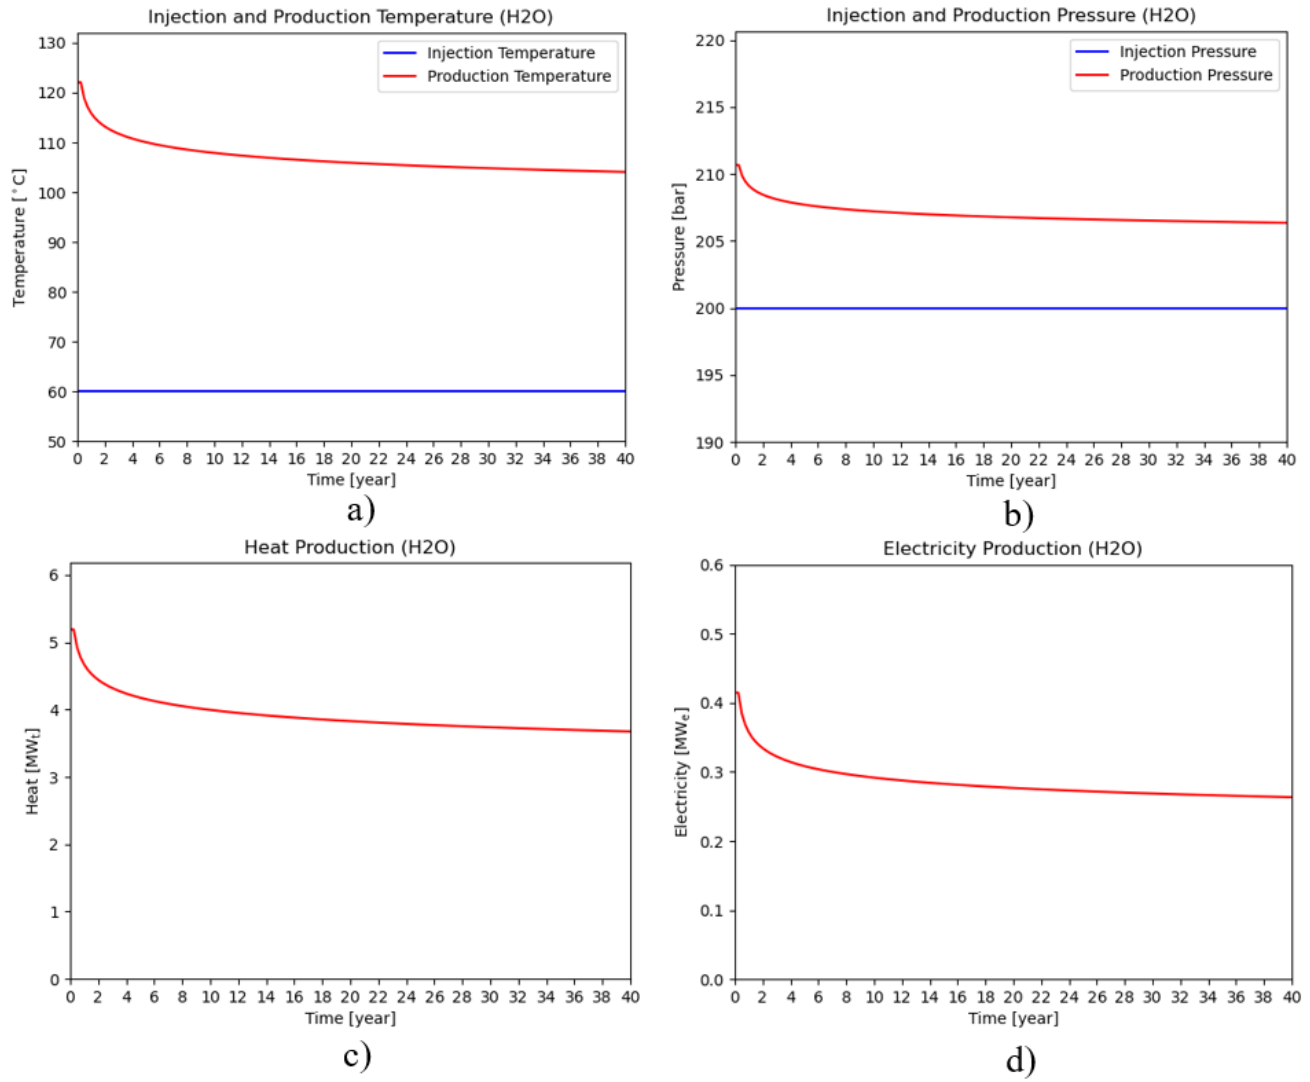 Injection and Production Temperature (H2O)
130
120
110
100
90
80
70
60
50
Temperature [°C]
Injection Temperature
Production Temperature
0 2 4 6 8 10 12 14 16 18 20 22 24 26 28 30 32 34 36 38 40
Time [year]
a)
Injection and Production Pressure (H2O)
220
215
210
205
200
195
190
Pressure [bar]
Injection Pressure
Production Pressure
0 2 4 6 8 10 12 14 16 18 20 22 24 26 28 30 32 34 36 38 40
Time [year]
b)
Heat Production (H2O)
6
5
4
3
2
1
0
Heat [MWt]
0 2 4 6 8 10 12 14 16 18 20 22 24 26 28 30 32 34 36 38 40
Time [year]
c)
Electricity Production (H2O)
0.6
0.5
0.4
0.3
0.2
0.1
0.0
Electricity [MWe]
0 2 4 6 8 10 12 14 16 18 20 22 24 26 28 30 32 34 36 38 40
Time [year]
d)